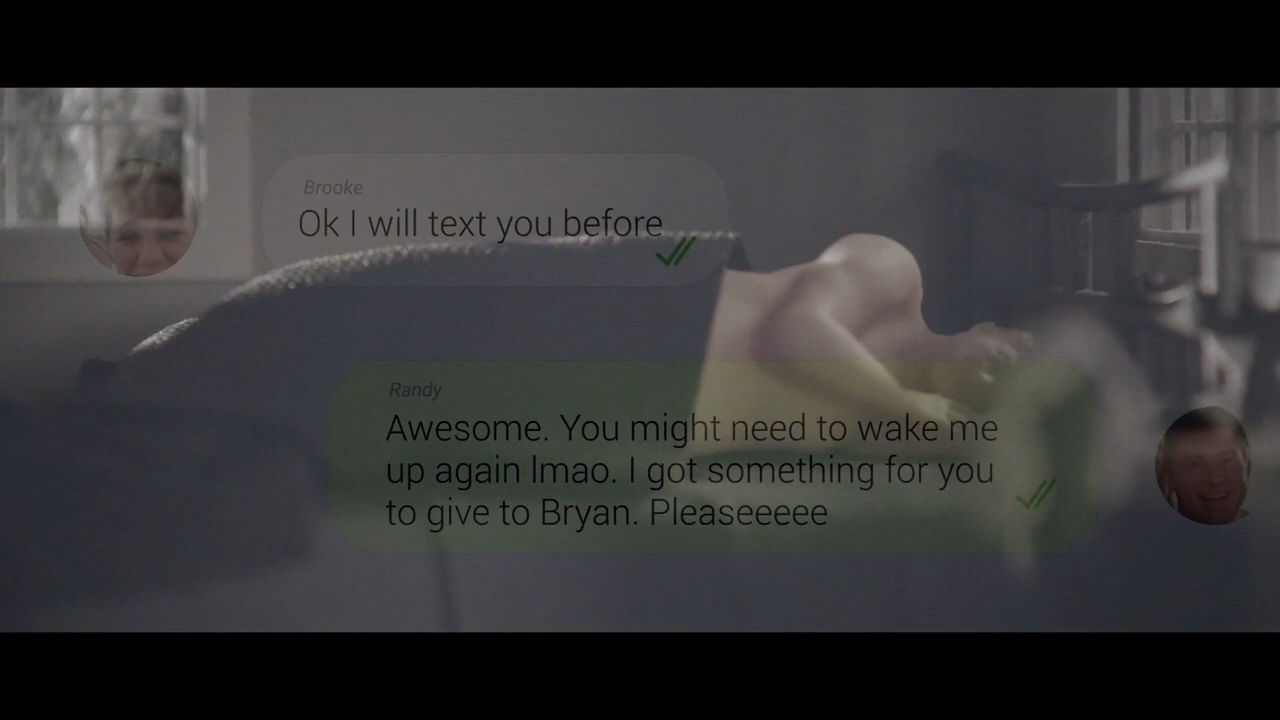 Brooke
Ok I will text you before
Randy
Awesome. You might need to wake me
up again lmao. I got something for you
to give to Bryan. Pleaseeeee